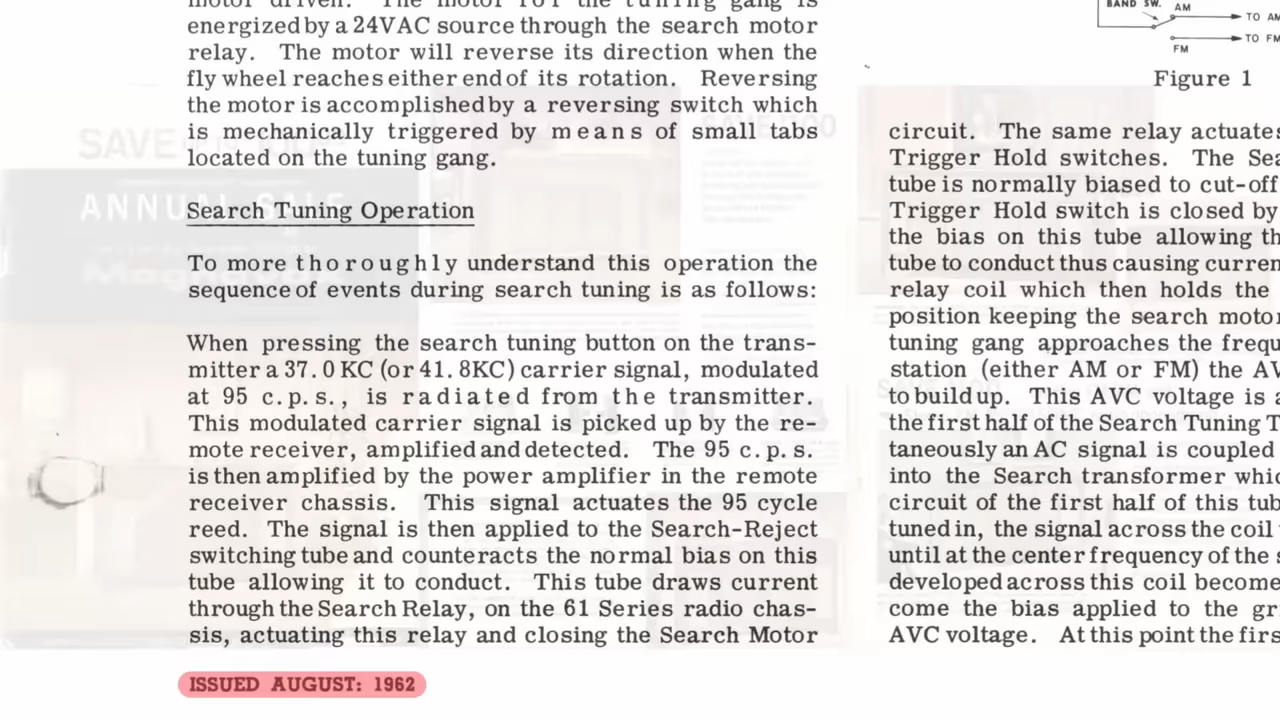 motor driven. The motor for the tuning gang is
energized by a 24VAC source through the search motor
relay. The motor will reverse its direction when the
fly wheel reaches either end of its rotation. Reversing
the motor is accomplished by a reversing switch which
is mechanically triggered by means of small tabs
located on the tuning gang.
Search Tuning Operation
To more thoroughly understand this operation the
sequence of events during search tuning is as follows:
When pressing the search tuning button on the trans-
mitter a 37.0 KC (or 41.8KC) carrier signal, modulated
at 95 c.p.s., is radiated from the transmitter.
This modulated carrier signal is picked up by the re-
mote receiver, amplified and detected. The 95 c.p.s.
is then amplified by the power amplifier in the remote
receiver chassis. This signal actuates the 95 cycle
reed. The signal is then applied to the Search-Reject
switching tube and counteracts the normal bias on this
tube allowing it to conduct. This tube draws current
through the Search Relay, on the 61 Series radio chas-
sis, actuating this relay and closing the Search Motor
ISSUED AUGUST: 1962
BAND SW.
AM
TO AM
TO FM
FM
Figure 1
circuit. The same relay actuates
Trigger Hold switches. The Sea
tube is normally biased to cut-off
Trigger Hold switch is closed by
the bias on this tube allowing th
tube to conduct thus causing curren
relay coil which then holds the
position keeping the search motor
tuning gang approaches the frequ
station (either AM or FM) the AV
to build up. This AVC voltage is a
the first half of the Search Tuning T
taneously an AC signal is coupled
into the Search transformer whic
circuit of the first half of this tub
tuned in, the signal across the coil
until at the center frequency of the s
developed across this coil become
come the bias applied to the gr
AVC voltage. At this point the firs
SAVE UP TO
ANNUAL SALE
Magnavox
SAVE $100
SAVE $100